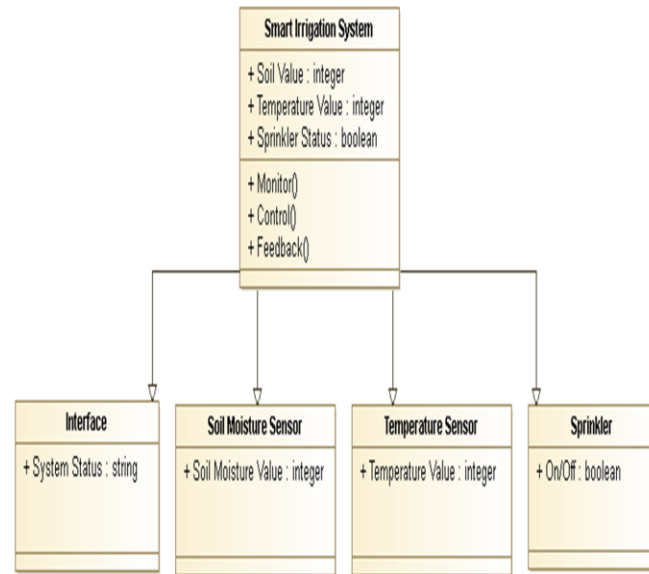 Smart Irrigation System
+ Soil Value : integer
+ Temperature Value : integer
+ Sprinkler Status : boolean
+ Monitor()
+ Control()
+ Feedback()
Interface
+ System Status : string
Soil Moisture Sensor
+ Soil Moisture Value : integer
Temperature Sensor
+ Temperature Value : integer
Sprinkler
+ On/Off : boolean